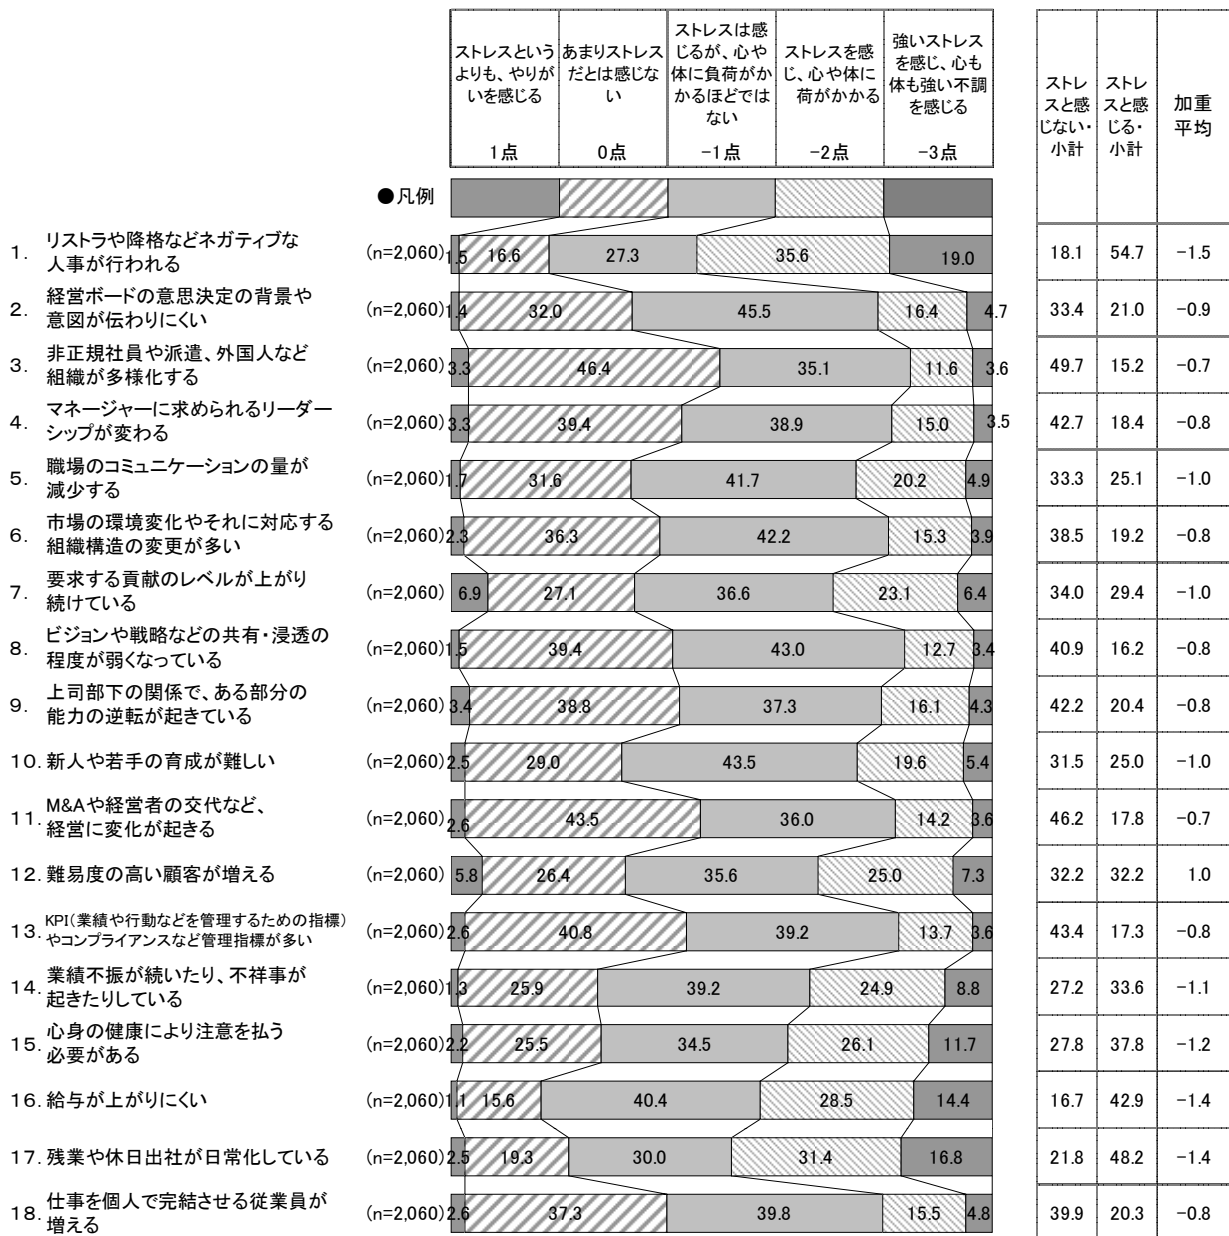 ストレスという
よりも、やりが
いを感じる
1点
あまりストレス
だとは感じな
い
0点
ストレスは感
じるが、心や
体に負荷がか
かるほどでは
ない
−1点
ストレスを感
じ、心や体に
荷がかかる
−2点
強いストレス
を感じ、心も
体も強い不調
を感じる
−3点
ストレ
スと感
じない・
小計
ストレ
スと感
じる・
小計
加重
平均
●凡例
1. リストラや降格などネガティブな
人事が行われる
(n=2,060) 1.5 16.6 27.3 35.6 19.0 18.1 54.7 −1.5
2. 経営ボードの意思決定の背景や
意図が伝わりにくい
(n=2,060) 1.4 32.0 45.5 16.4 4.7 33.4 21.0 −0.9
3. 非正規社員や派遣、外国人など
組織が多様化する
(n=2,060) 3.3 46.4 35.1 11.6 3.6 49.7 15.2 −0.7
4. マネージャーに求められるリーダー
シップが変わる
(n=2,060) 3.3 39.4 38.9 15.0 3.5 42.7 18.4 −0.8
5. 職場のコミュニケーションの量が
減少する
(n=2,060) 1.7 31.6 41.7 20.2 4.9 33.3 25.1 −1.0
6. 市場の環境変化やそれに対応する
組織構造の変更が多い
(n=2,060) 2.3 36.3 42.2 15.3 3.9 38.5 19.2 −0.8
7. 要求する貢献のレベルが上がり
続けている
(n=2,060) 6.9 27.1 36.6 23.1 6.4 34.0 29.4 −1.0
8. ビジョンや戦略などの共有・浸透の
程度が弱くなっている
(n=2,060) 1.5 39.4 43.0 12.7 3.4 40.9 16.2 −0.8
9. 上司部下の関係で、ある部分の
能力の逆転が起きている
(n=2,060) 3.4 38.8 37.3 16.1 4.3 42.2 20.4 −0.8
10. 新人や若手の育成が難しい
(n=2,060) 2.5 29.0 43.5 19.6 5.4 31.5 25.0 −1.0
11. M&Aや経営者の交代など、
経営に変化が起きる
(n=2,060) 2.6 43.5 36.0 14.2 3.6 46.2 17.8 −0.7
12. 難易度の高い顧客が増える
(n=2,060) 5.8 26.4 35.6 25.0 7.3 32.2 32.2 1.0
13. KPI(業績や行動などを管理するための指標)
やコンプライアンスなど管理指標が多い
(n=2,060) 2.6 40.8 39.2 13.7 3.6 43.4 17.3 −0.8
14. 業績不振が続いたり、不祥事が
起きたりしている
(n=2,060) 1.3 25.9 39.2 24.9 8.8 27.2 33.6 −1.1
15. 心身の健康により注意を払う
必要がある
(n=2,060) 2.2 25.5 34.5 26.1 11.7 27.8 37.8 −1.2
16. 給与が上がりにくい
(n=2,060) 1.1 15.6 40.4 28.5 14.4 16.7 42.9 −1.4
17. 残業や休日出社が日常化している
(n=2,060) 2.5 19.3 30.0 31.4 16.8 21.8 48.2 −1.4
18. 仕事を個人で完結させる従業員が
増える
(n=2,060) 2.6 37.3 39.8 15.5 4.8 39.9 20.3 −0.8